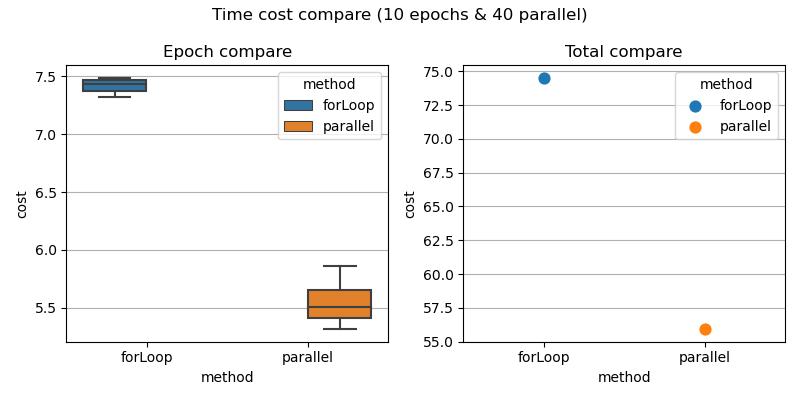 Time cost compare (10 epochs & 40 parallel)
Epoch compare
7.5
7.0
6.5
6.0
5.5
cost
method
forLoop
parallel
forLoop
parallel
method
Total compare
75.0
72.5
70.0
67.5
65.0
62.5
60.0
57.5
55.0
cost
method
forLoop
parallel
forLoop
parallel
method